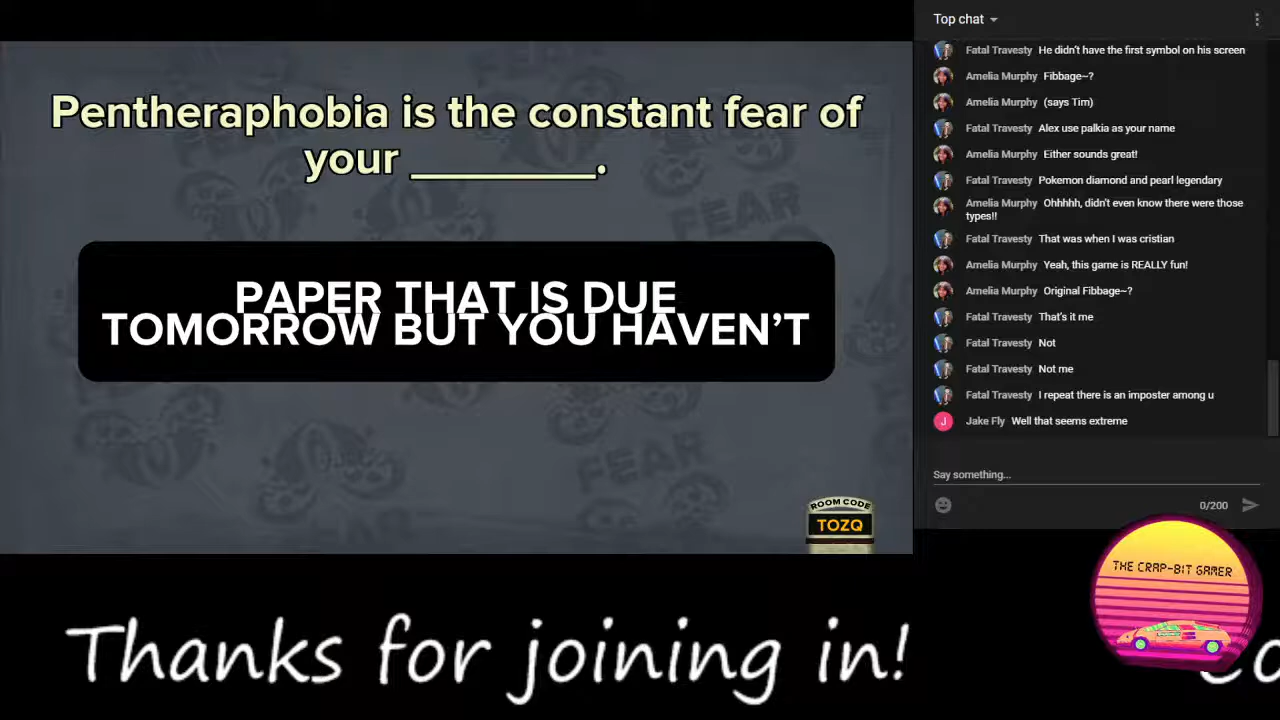 Pentheraphobia is the constant fear of
your ________.
PAPER THAT IS DUE
TOMORROW BUT YOU HAVEN'T
ROOM CODE
TOZQ
Top chat
Fatal Travesty He didn't have the first symbol on his screen
Amelia Murphy Fibbage~?
Amelia Murphy (says Tim)
Fatal Travesty Alex use palkia as your name
Amelia Murphy Either sounds great!
Fatal Travesty Pokemon diamond and pearl legendary
Amelia Murphy Ohhhhh, didn't even know there were those
types!!
Fatal Travesty That was when I was cristian
Amelia Murphy Yeah, this game is REALLY fun!
Amelia Murphy Original Fibbage~?
Fatal Travesty That's it me
Fatal Travesty Not
Fatal Travesty Not me
Fatal Travesty I repeat there is an imposter among u
J
Jake Fly Well that seems extreme
Say something...
0/200
THE CRAP-BIT GAMER
Thanks for joining in!